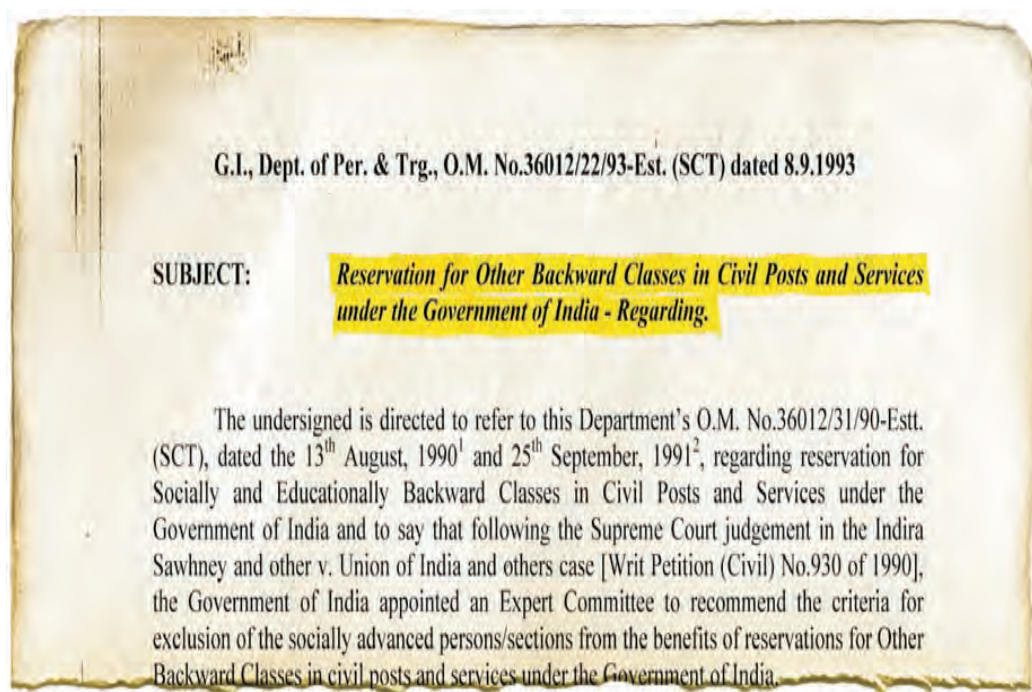 G.I., Dept. of Per. & Trg., O.M. No.36012/22/93-Est. (SCT) dated 8.9.1993
SUBJECT: Reservation for Other Backward Classes in Civil Posts and Services
under the Government of India - Regarding.
The undersigned is directed to refer to this Department's O.M. No.36012/31/90-Estt.
(SCT), dated the 13th August, 1990¹ and 25th September, 1991², regarding reservation for
Socially and Educationally Backward Classes in Civil Posts and Services under the
Government of India and to say that following the Supreme Court judgement in the Indira
Sawhney and other v. Union of India and others case [Writ Petition (Civil) No.930 of 1990],
the Government of India appointed an Expert Committee to recommend the criteria for
exclusion of the socially advanced persons/sections from the benefits of reservations for Other
Backward Classes in civil posts and services under the Government of India.